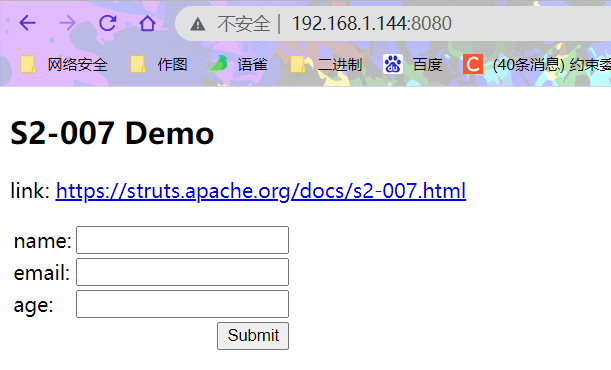 不安全 | 192.168.1.144:8080
网络安全 作图 语雀 二进制 百度 C (40条消息) 约束委
S2-007 Demo
link: https://struts.apache.org/docs/s2-007.html
name:
email:
age:
Submit